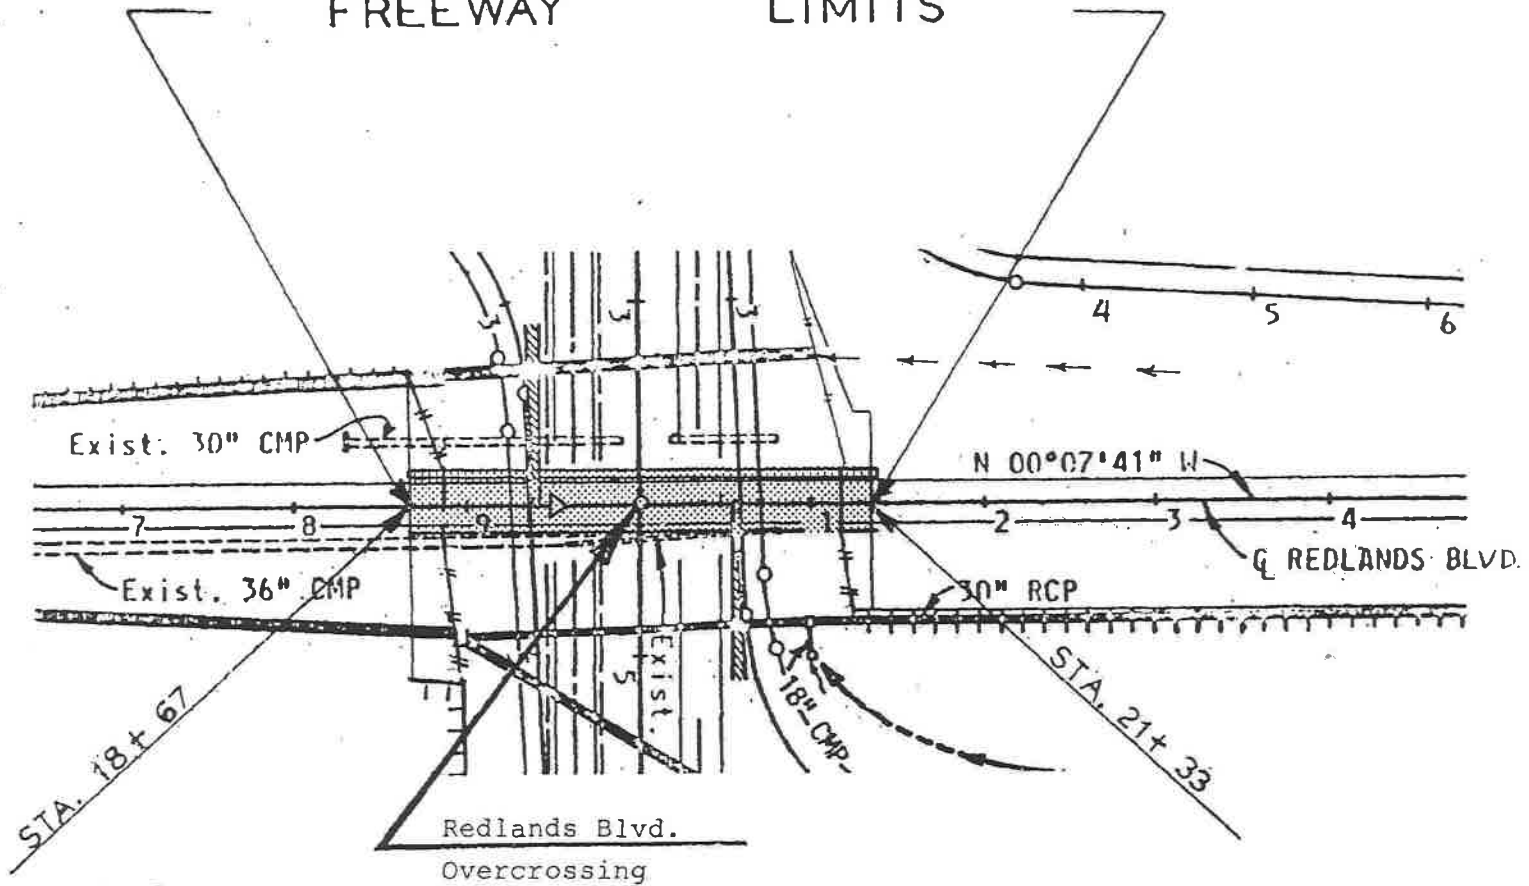 FREEWAY LIMITS
3
3
3
4
5
6
Exist. 30" CMP
N 00°07'41" W
7
8
9
1
2
3
4
℄ REDLANDS BLVD.
Exist. 36" CMP
30" RCP
Exist.
5
18" CMP
STA. 18+ 67
STA. 21+ 33
Redlands Blvd.
Overcrossing